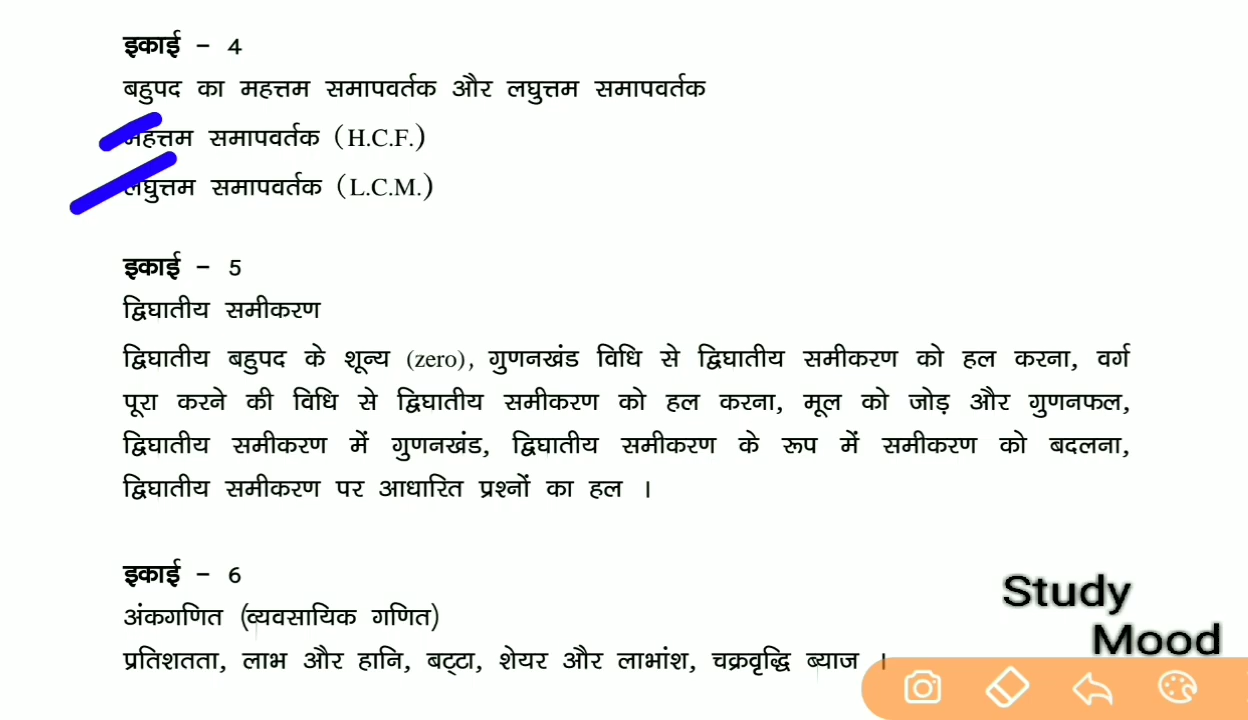 इकाई – 4
बहुपद का महत्तम समापवर्तक और लघुत्तम समापवर्तक
महत्तम समापवर्तक (H.C.F.)
लघुत्तम समापवर्तक (L.C.M.)
इकाई – 5
द्विघातीय समीकरण
द्विघातीय बहुपद के शून्य (zero), गुणनखंड विधि से द्विघातीय समीकरण को हल करना, वर्ग
पूरा करने की विधि से द्विघातीय समीकरण को हल करना, मूल को जोड़ और गुणनफल,
द्विघातीय समीकरण में गुणनखंड, द्विघातीय समीकरण के रूप में समीकरण को बदलना,
द्विघातीय समीकरण पर आधारित प्रश्नों का हल ।
इकाई – 6
अंकगणित (व्यवसायिक गणित)
प्रतिशतता, लाभ और हानि, बट्टा, शेयर और लाभांश, चक्रवृद्धि ब्याज ।
Study
Mood